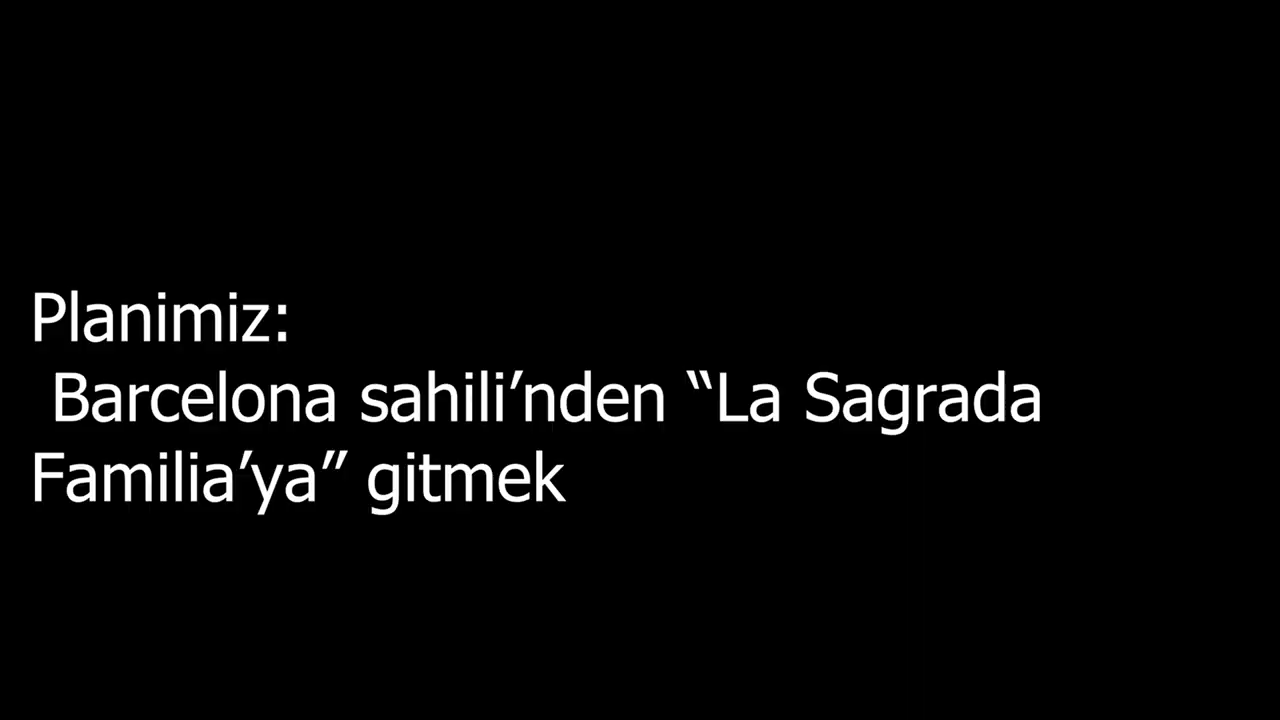 Planimiz:
Barcelona sahili’nden “La Sagrada
Familia’ya” gitmek